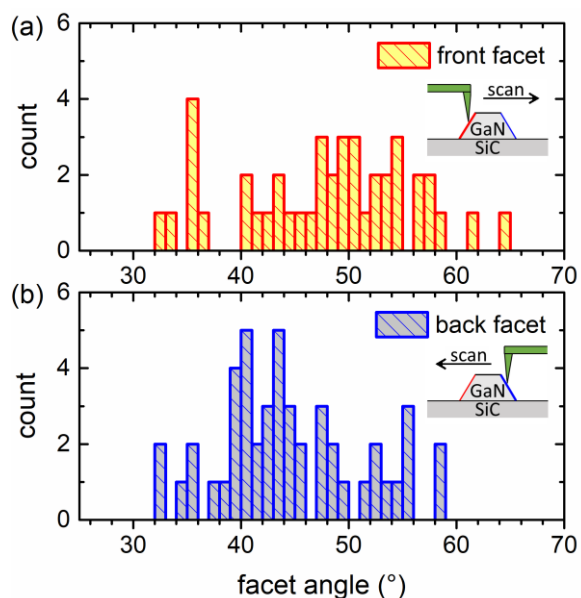 (a)
6
4
2
0
count
front facet
scan
GaN
SiC
30 40 50 60 70
(b)
6
4
2
0
count
back facet
scan
GaN
SiC
30 40 50 60 70
facet angle (°)